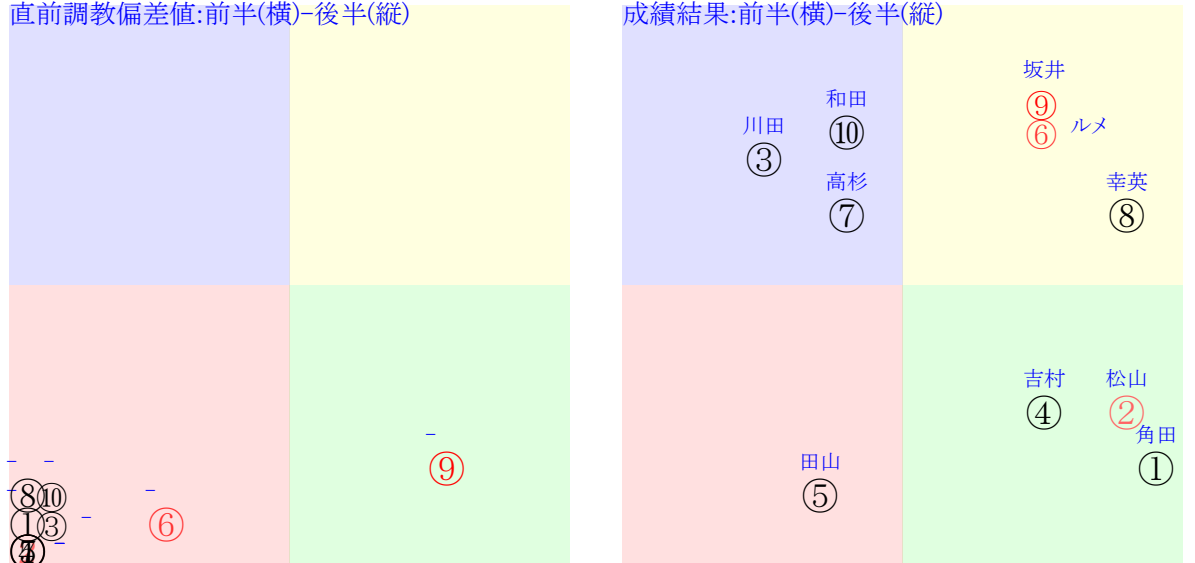 直前調教偏差値:前半(横)-後半(縦)
⑨
⑧⑩
⑥
①③
成績結果:前半(横)-後半(縦)
坂井
⑨
和田
⑩
⑥ ルメ
川田
③
高杉
⑦
幸英
⑧
吉村
④
松山
②
角田
①
田山
⑤